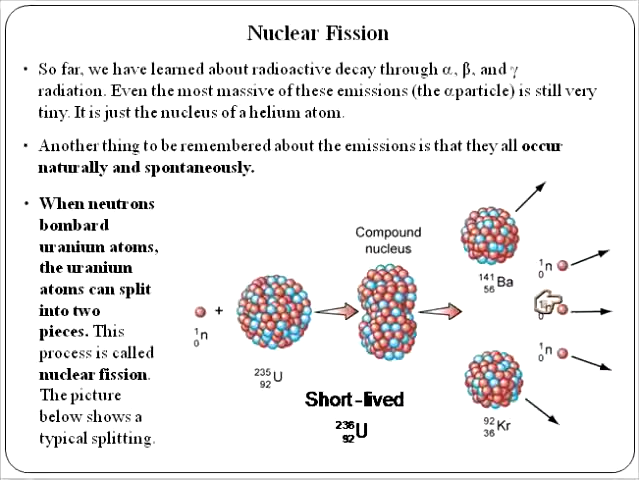 Nuclear Fission
• So far, we have learned about radioactive decay through α, β, and γ
radiation. Even the most massive of these emissions (the α particle) is still very
tiny. It is just the nucleus of a helium atom.
• Another thing to be remembered about the emissions is that they all occur
naturally and spontaneously.
• When neutrons
bombard
uranium atoms,
the uranium
atoms can split
into two
pieces. This
process is called
nuclear fission.
The picture
below shows a
typical splitting.
1 0 n
+
235 92 U
Compound
nucleus
Short-lived
236 92 U
141 56 Ba
1 0 n
0
1 0 n
92 36 Kr